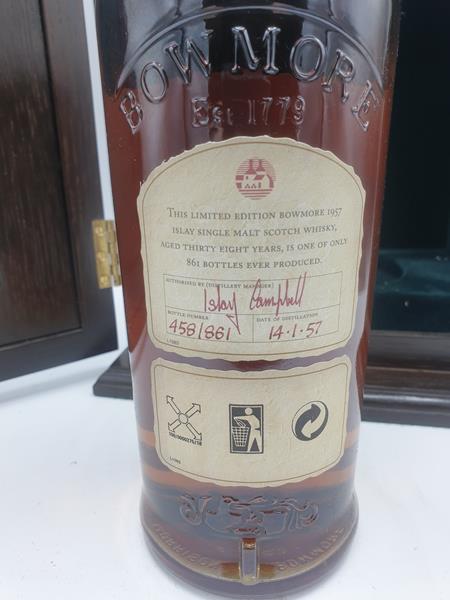 BOWMORE
Est 1779
THIS LIMITED EDITION BOWMORE 1957
ISLAY SINGLE MALT SCOTCH WHISKY,
AGED THIRTY EIGHT YEARS, IS ONE OF ONLY
861 BOTTLES EVER PRODUCED.
AUTHORISED BY (DISTILLERY MANAGER)
Islay Campbell
BOTTLE NUMBER
458/861
DATE OF DISTILLATION
14·1·57
BOWMORE